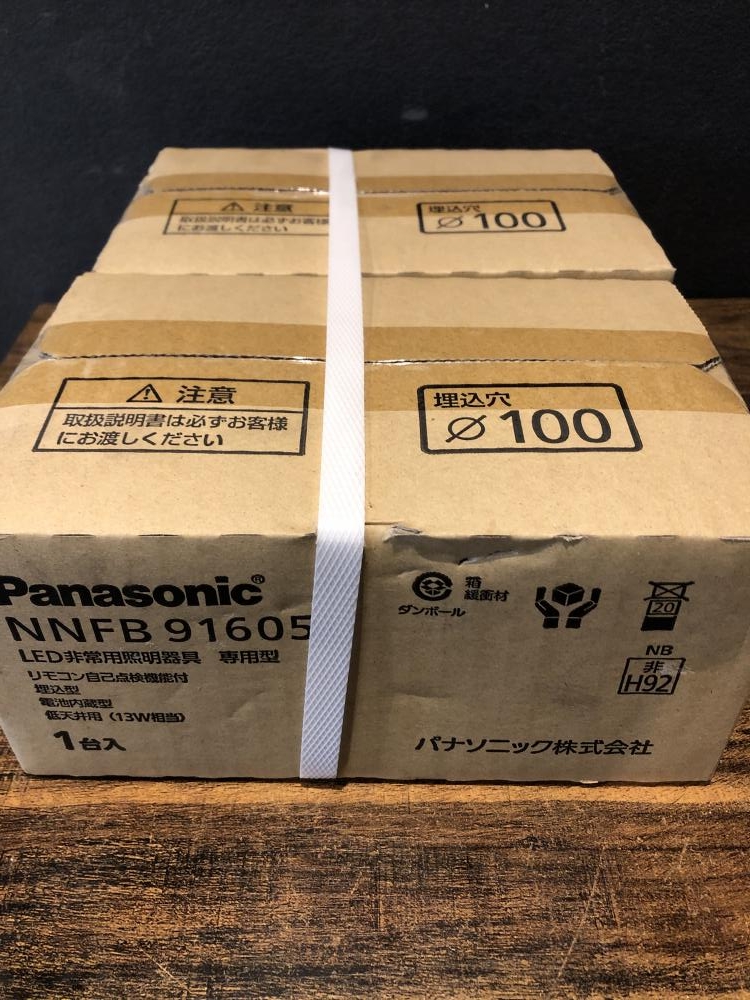 ⚠ 注意
取扱説明書は必ずお客様
にお渡しください
埋込穴
⌀100
⚠ 注意
取扱説明書は必ずお客様
にお渡しください
埋込穴
⌀100
Panasonic®
NNFB 91605
LED非常用照明器具 専用型
リモコン自己点検機能付
埋込型
電池内蔵型
低天井用(13W相当)
1台入
ダンボール
箱
緩衝材
20
NB
非
H92
パナソニック株式会社